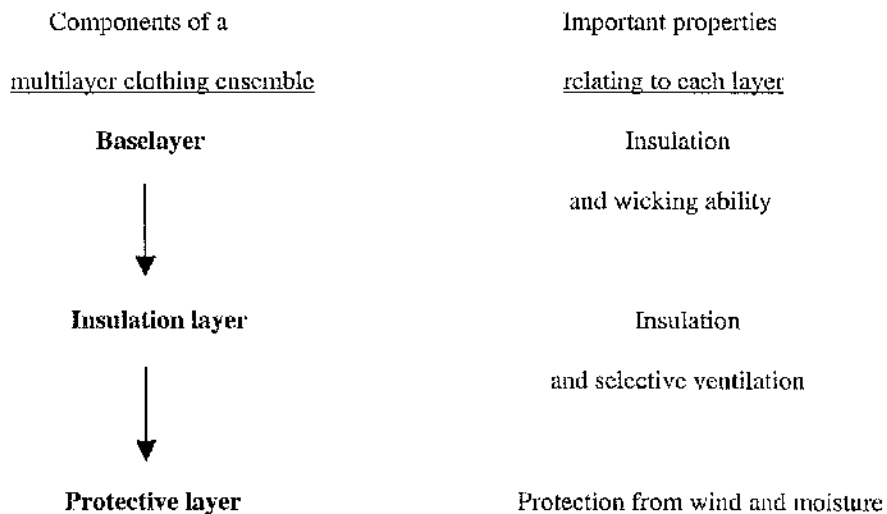 Components of a
multilayer clothing ensemble
Important properties
relating to each layer
Baselayer
Insulation
and wicking ability
Insulation layer
Insulation
and selective ventilation
Protective layer
Protection from wind and moisture